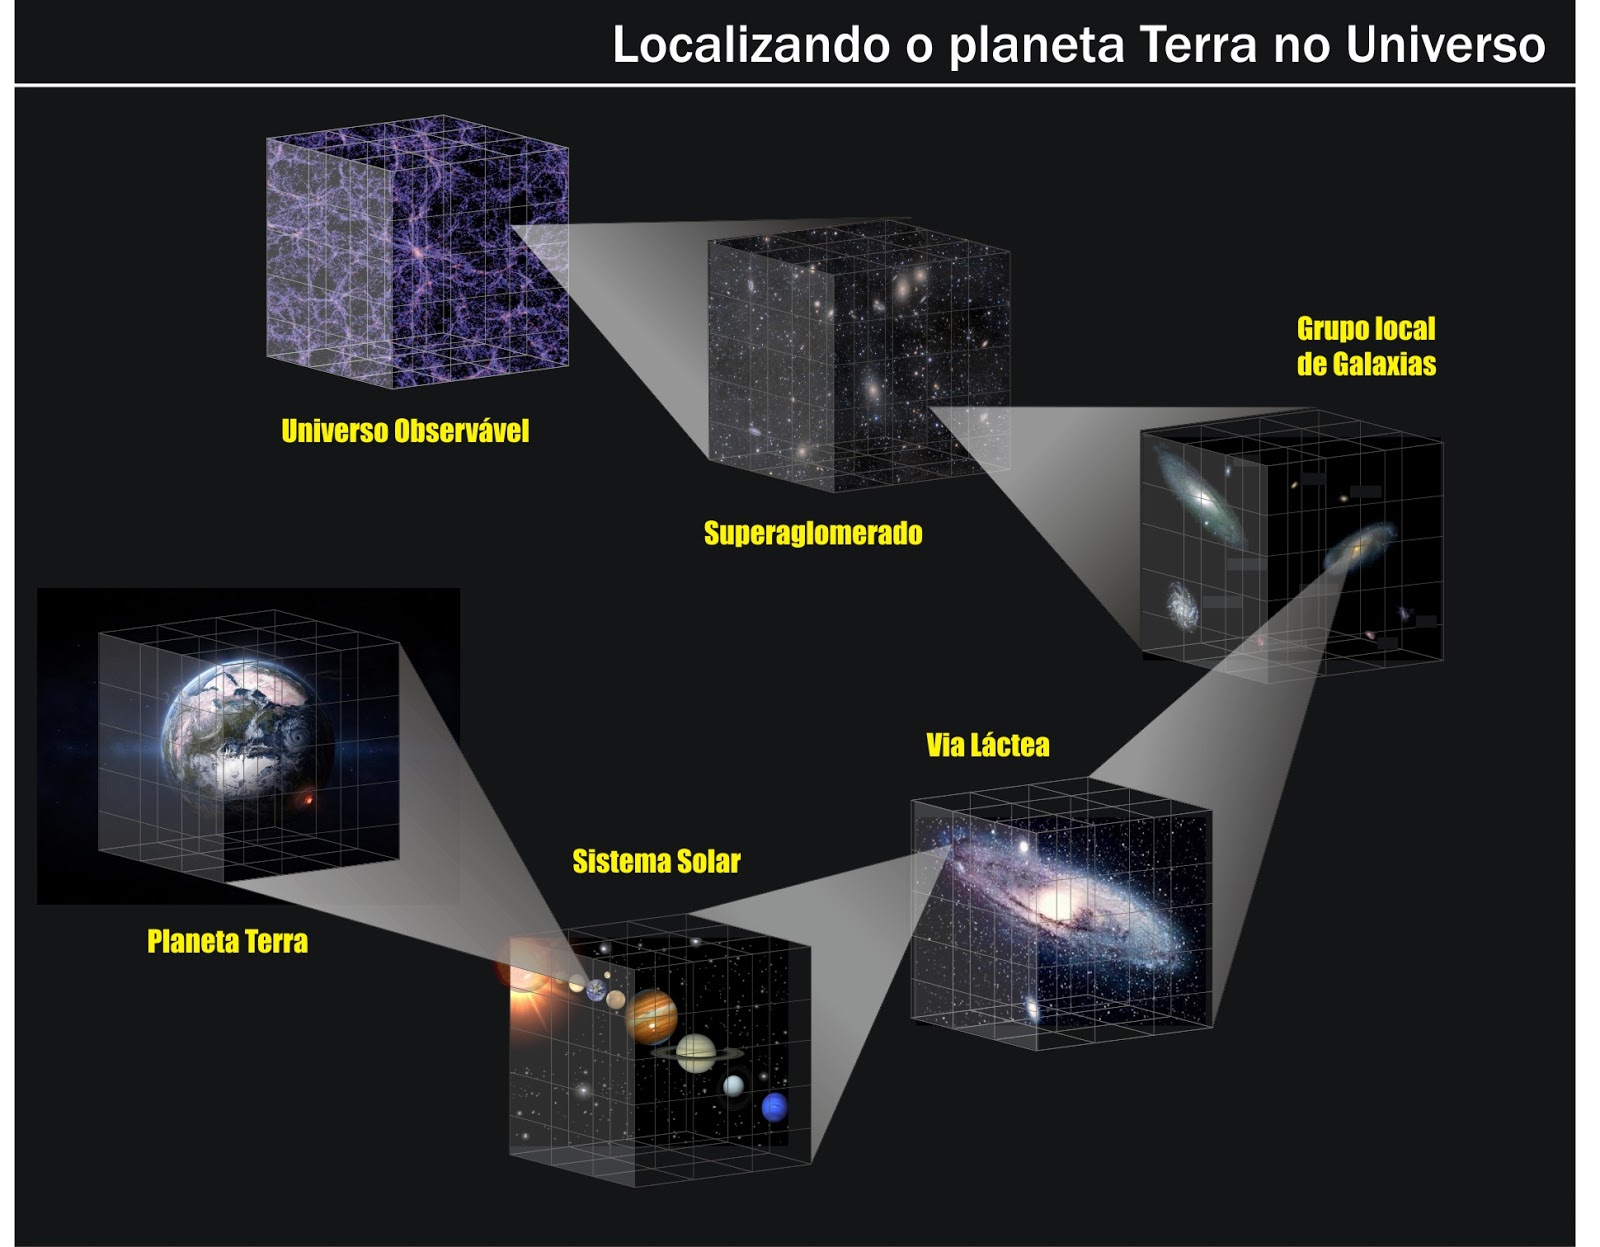 Localizando o planeta Terra no Universo
Universo Observável
Superaglomerado
Grupo local
de Galaxias
Via Láctea
Sistema Solar
Planeta Terra